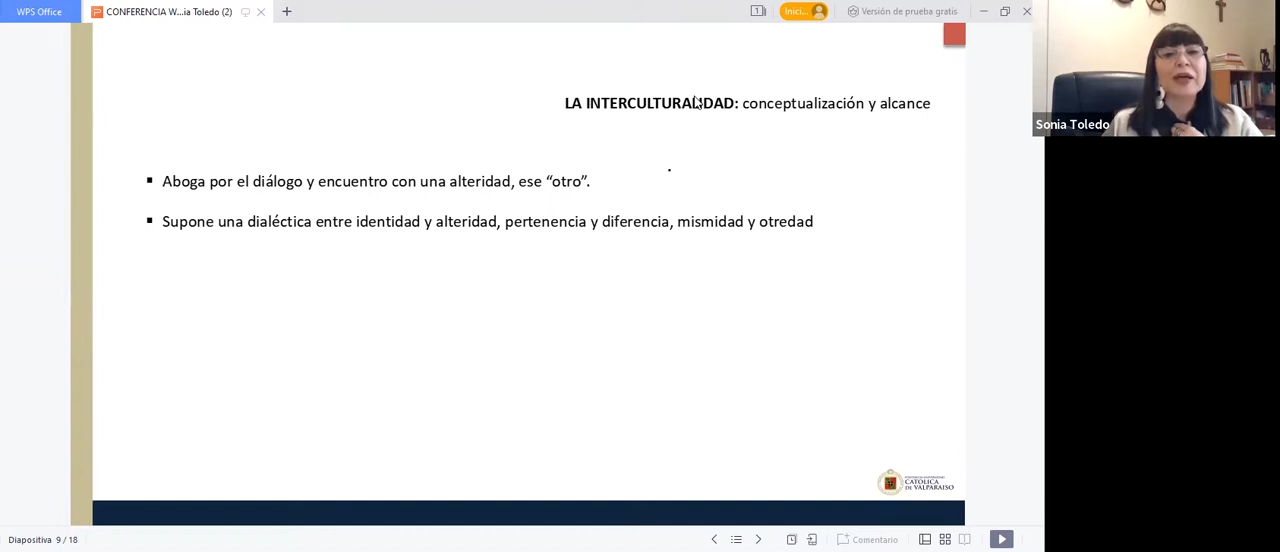 WPS Office
CONFERENCIA W...ia Toledo (2)
Inici...
Versión de prueba gratis
LA INTERCULTURALIDAD: conceptualización y alcance
Sonia Toledo
▪ Aboga por el diálogo y encuentro con una alteridad, ese “otro”.
▪ Supone una dialéctica entre identidad y alteridad, pertenencia y diferencia, mismidad y otredad
CATOLICA
DE VALPARAISO
Diapositiva 9 / 18
Comentario